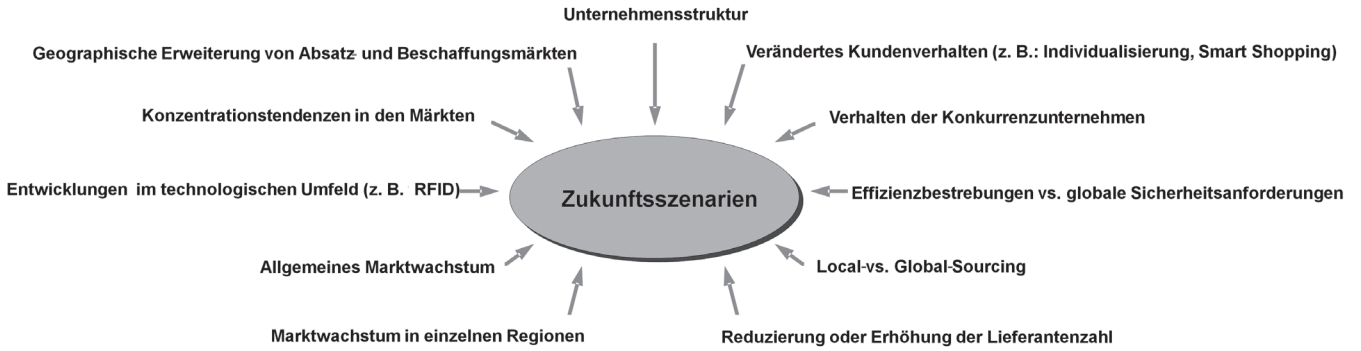 Unternehmensstruktur
Geographische Erweiterung von Absatz- und Beschaffungsmärkten
Verändertes Kundenverhalten (z. B.: Individualisierung, Smart Shopping)
Konzentrationstendenzen in den Märkten
Verhalten der Konkurrenzunternehmen
Entwicklungen im technologischen Umfeld (z. B. RFID)
Zukunftsszenarien
Effizienzbestrebungen vs. globale Sicherheitsanforderungen
Allgemeines Marktwachstum
Local-vs. Global-Sourcing
Marktwachstum in einzelnen Regionen
Reduzierung oder Erhöhung der Lieferantenzahl